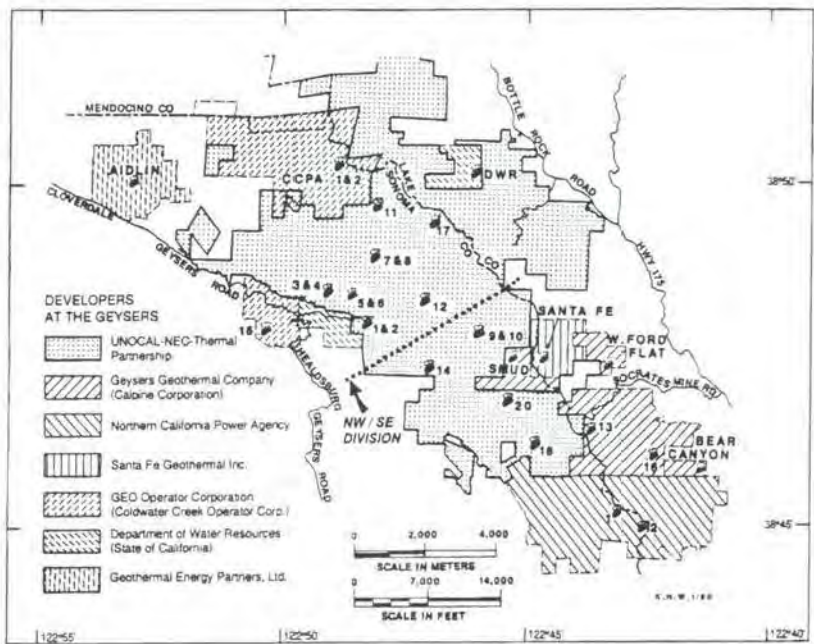 MENDOCINO CO
AIDLIN
CLOVERDALE
GEYSERS
ROAD
CCPA
1 & 2
LAKE
SONOMA
CO
CO
DWR
BOTTLE
ROCK
ROAD
HWY 175
38°50'
11
17
7 & 8
3 & 4
5 & 6
12
1 & 2
9 & 10
SANTA FE
W. FORD
FLAT
SMUD
SOCRATES MINE RD
HEALDSBURG
GEYSERS ROAD
NW / SE
DIVISION
14
20
18
13
16
BEAR
CANYON
1
2
38°45'
DEVELOPERS
AT THE GEYSERS
UNOCAL-NEC-Thermal
Partnership
Geysers Geothermal Company
(Calpine Corporation)
Northern California Power Agency
Santa Fe Geothermal Inc.
GEO Operator Corporation
(Coldwater Creek Operator Corp.)
Department of Water Resources
(State of California)
Geothermal Energy Partners, Ltd.
0 2,000 4,000
SCALE IN METERS
0 7,000 14,000
SCALE IN FEET
122°55'
122°50
122°45
122°40